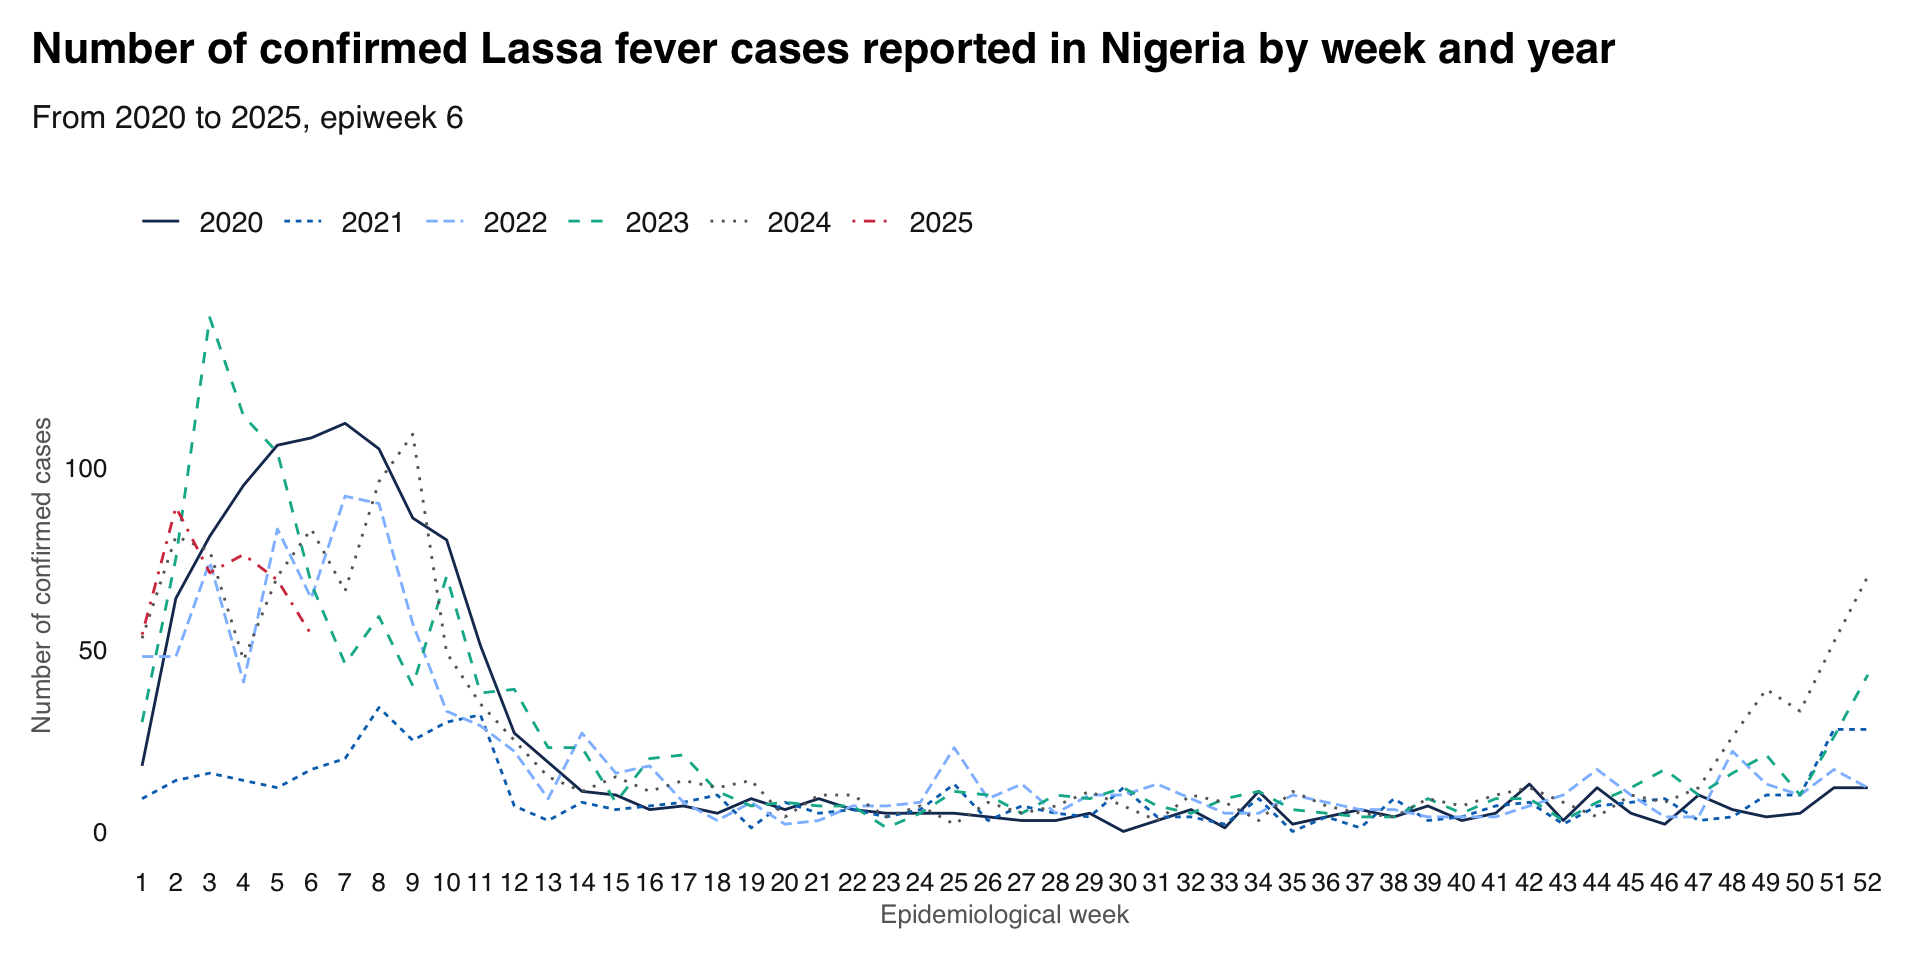 Number of confirmed Lassa fever cases reported in Nigeria by week and year
From 2020 to 2025, epiweek 6
2020 2021 2022 2023 2024 2025
Number of confirmed cases
100
50
0
1 2 3 4 5 6 7 8 9 10 11 12 13 14 15 16 17 18 19 20 21 22 23 24 25 26 27 28 29 30 31 32 33 34 35 36 37 38 39 40 41 42 43 44 45 46 47 48 49 50 51 52
Epidemiological week